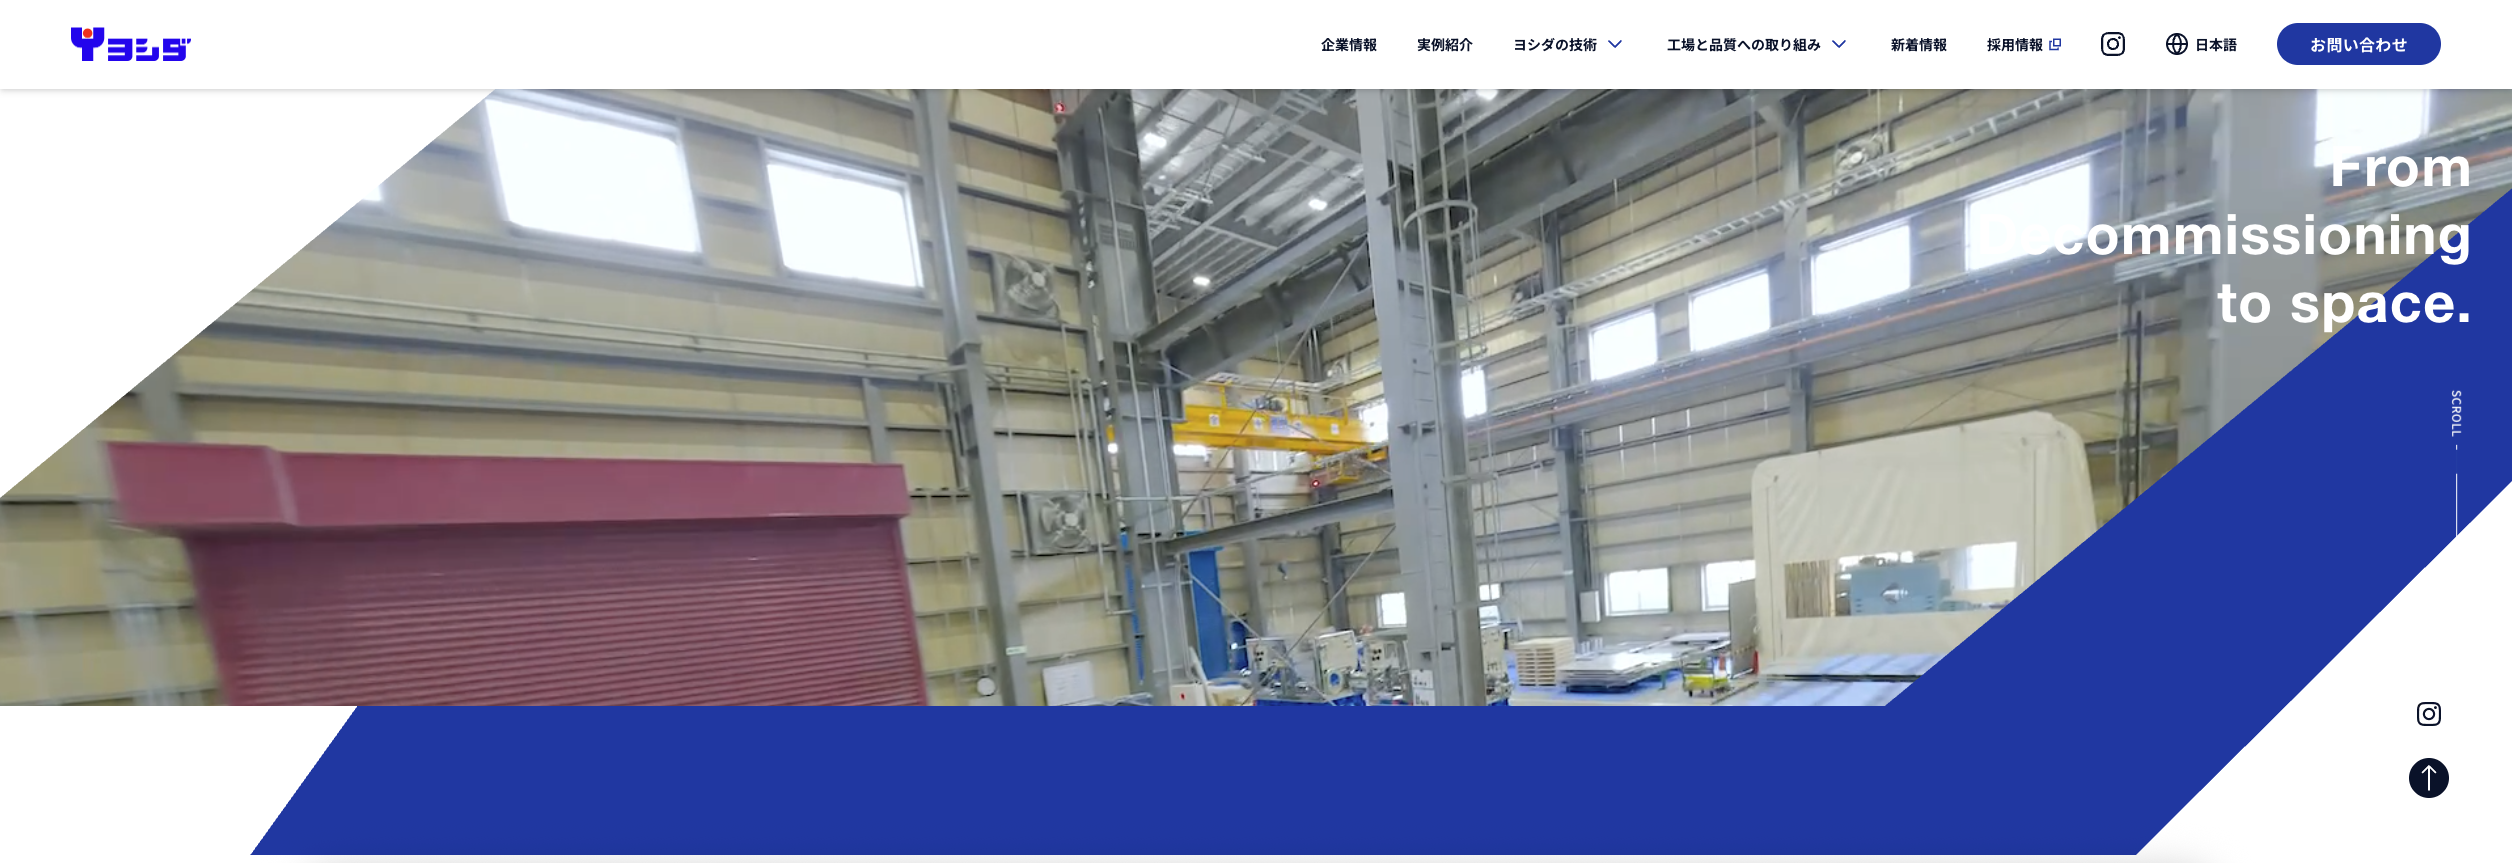 ヨシダ
企業情報
実例紹介
ヨシダの技術
工場と品質への取り組み
新着情報
採用情報
日本語
お問い合わせ
From
Decommissioning
to space.
SCROLL -